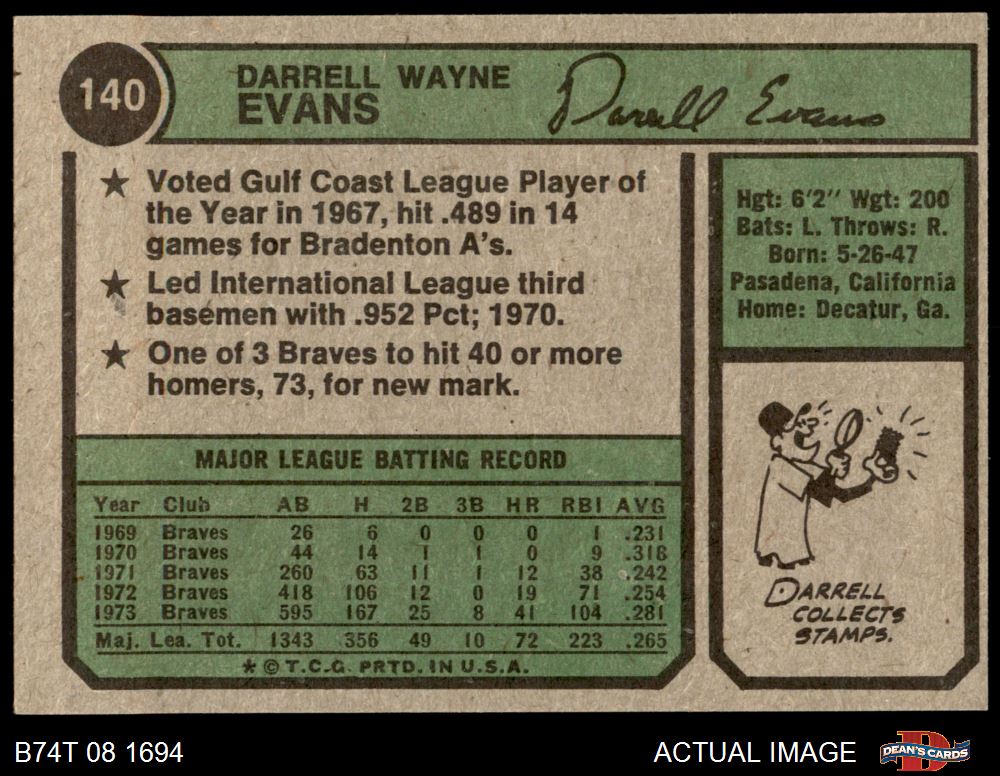 140
DARRELL WAYNE
EVANS
Darrell Evans
★ Voted Gulf Coast League Player of
the Year in 1967, hit .489 in 14
games for Bradenton A's.
★ Led International League third
basemen with .952 Pct; 1970.
★ One of 3 Braves to hit 40 or more
homers, 73, for new mark.
Hgt: 6'2" Wgt: 200
Bats: L. Throws: R.
Born: 5-26-47
Pasadena, California
Home: Decatur, Ga.
MAJOR LEAGUE BATTING RECORD
Year Club AB H 2B 3B HR RBI AVG
1969 Braves 26 6 0 0 0 1 .231
1970 Braves 44 14 1 1 0 9 .318
1971 Braves 260 63 11 1 12 38 .242
1972 Braves 418 106 12 0 19 71 .254
1973 Braves 595 167 25 8 41 104 .281
Maj. Lea. Tot. 1343 356 49 10 72 223 .265
* © T.C.G. PRTD. IN U.S.A.
DARRELL
COLLECTS
STAMPS.
B74T 08 1694
ACTUAL IMAGE
DEAN'S CARDS